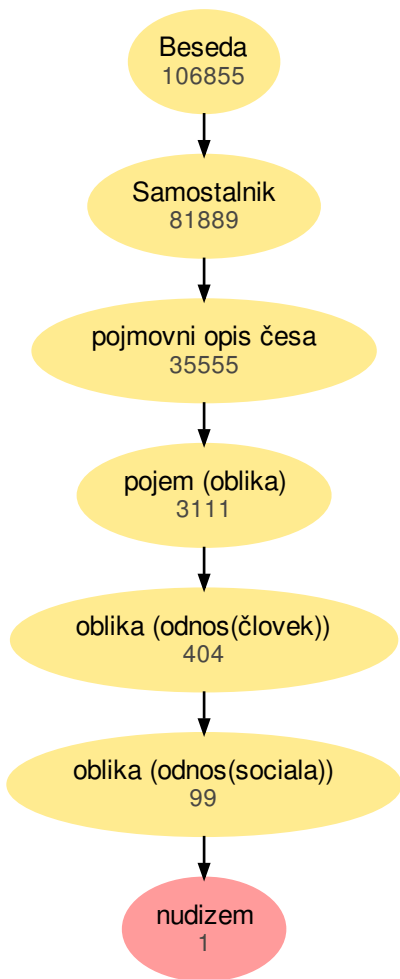 Beseda
106855
Samostalnik
81889
pojmovni opis česa
35555
pojem (oblika)
3111
oblika (odnos(človek))
404
oblika (odnos(sociala))
99
nudizem
1